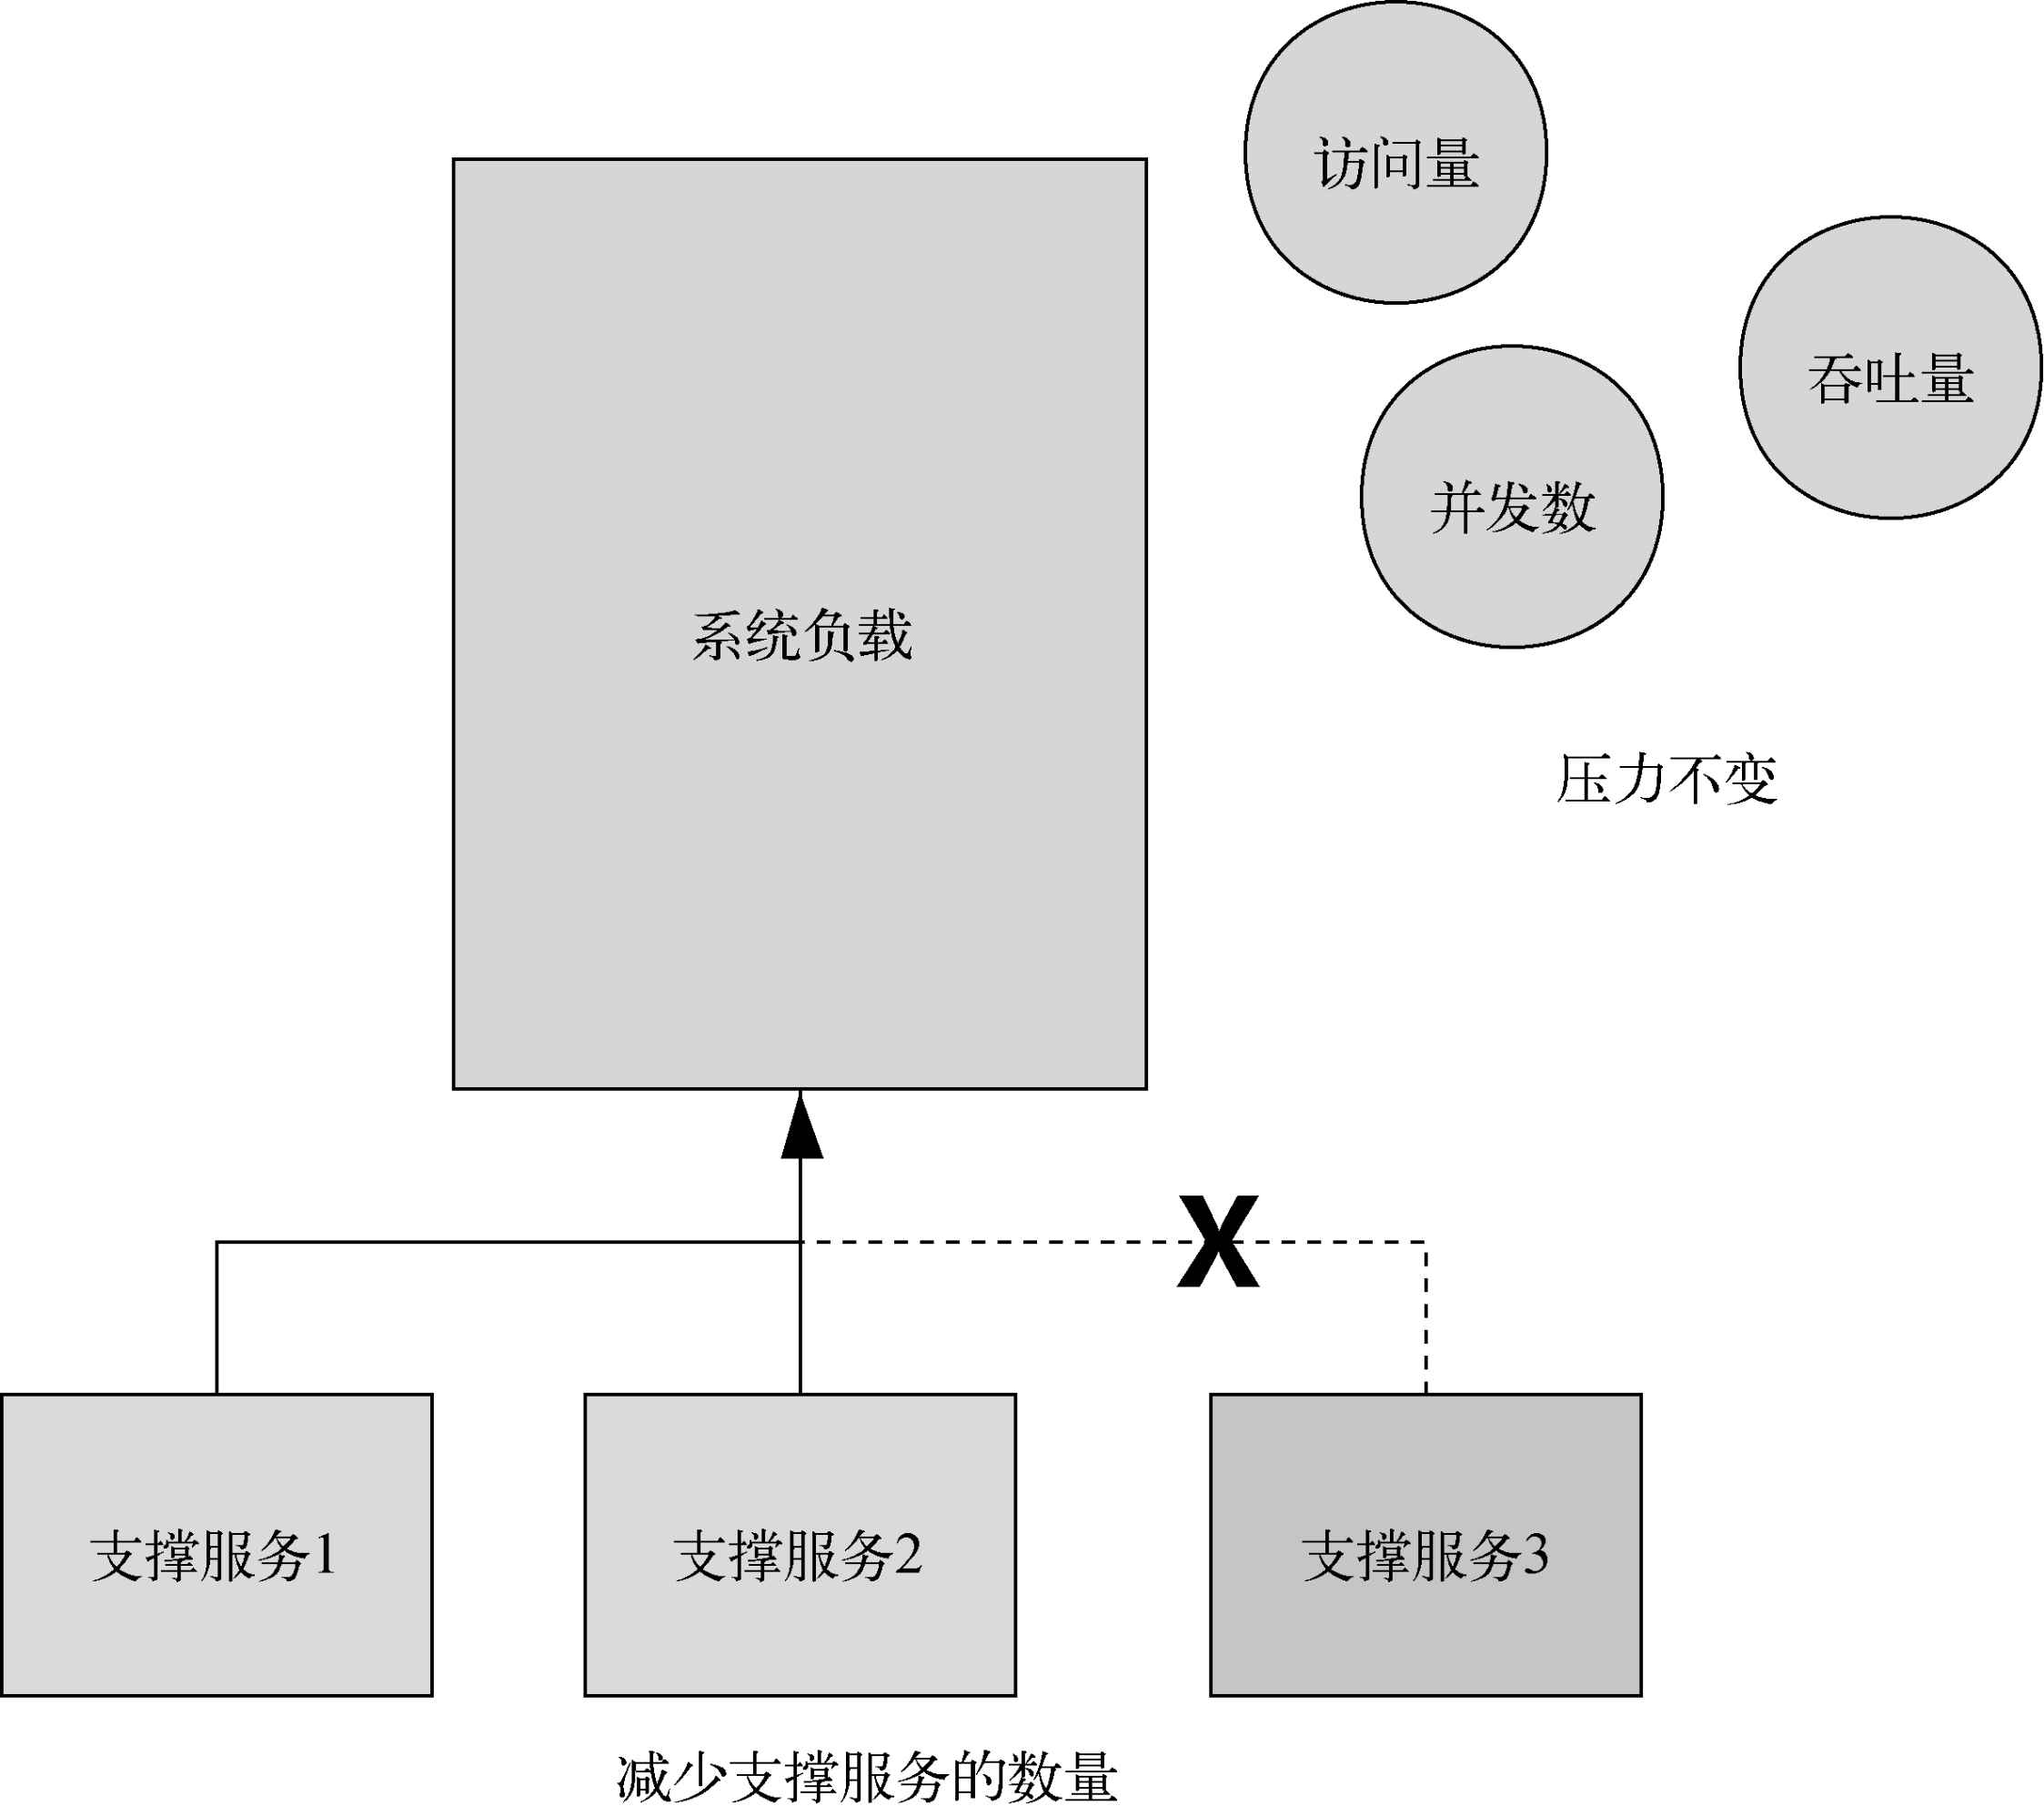 访问量
吞吐量
并发数
系统负载
压力不变
X
支撑服务1
支撑服务2
支撑服务3
减少支撑服务的数量